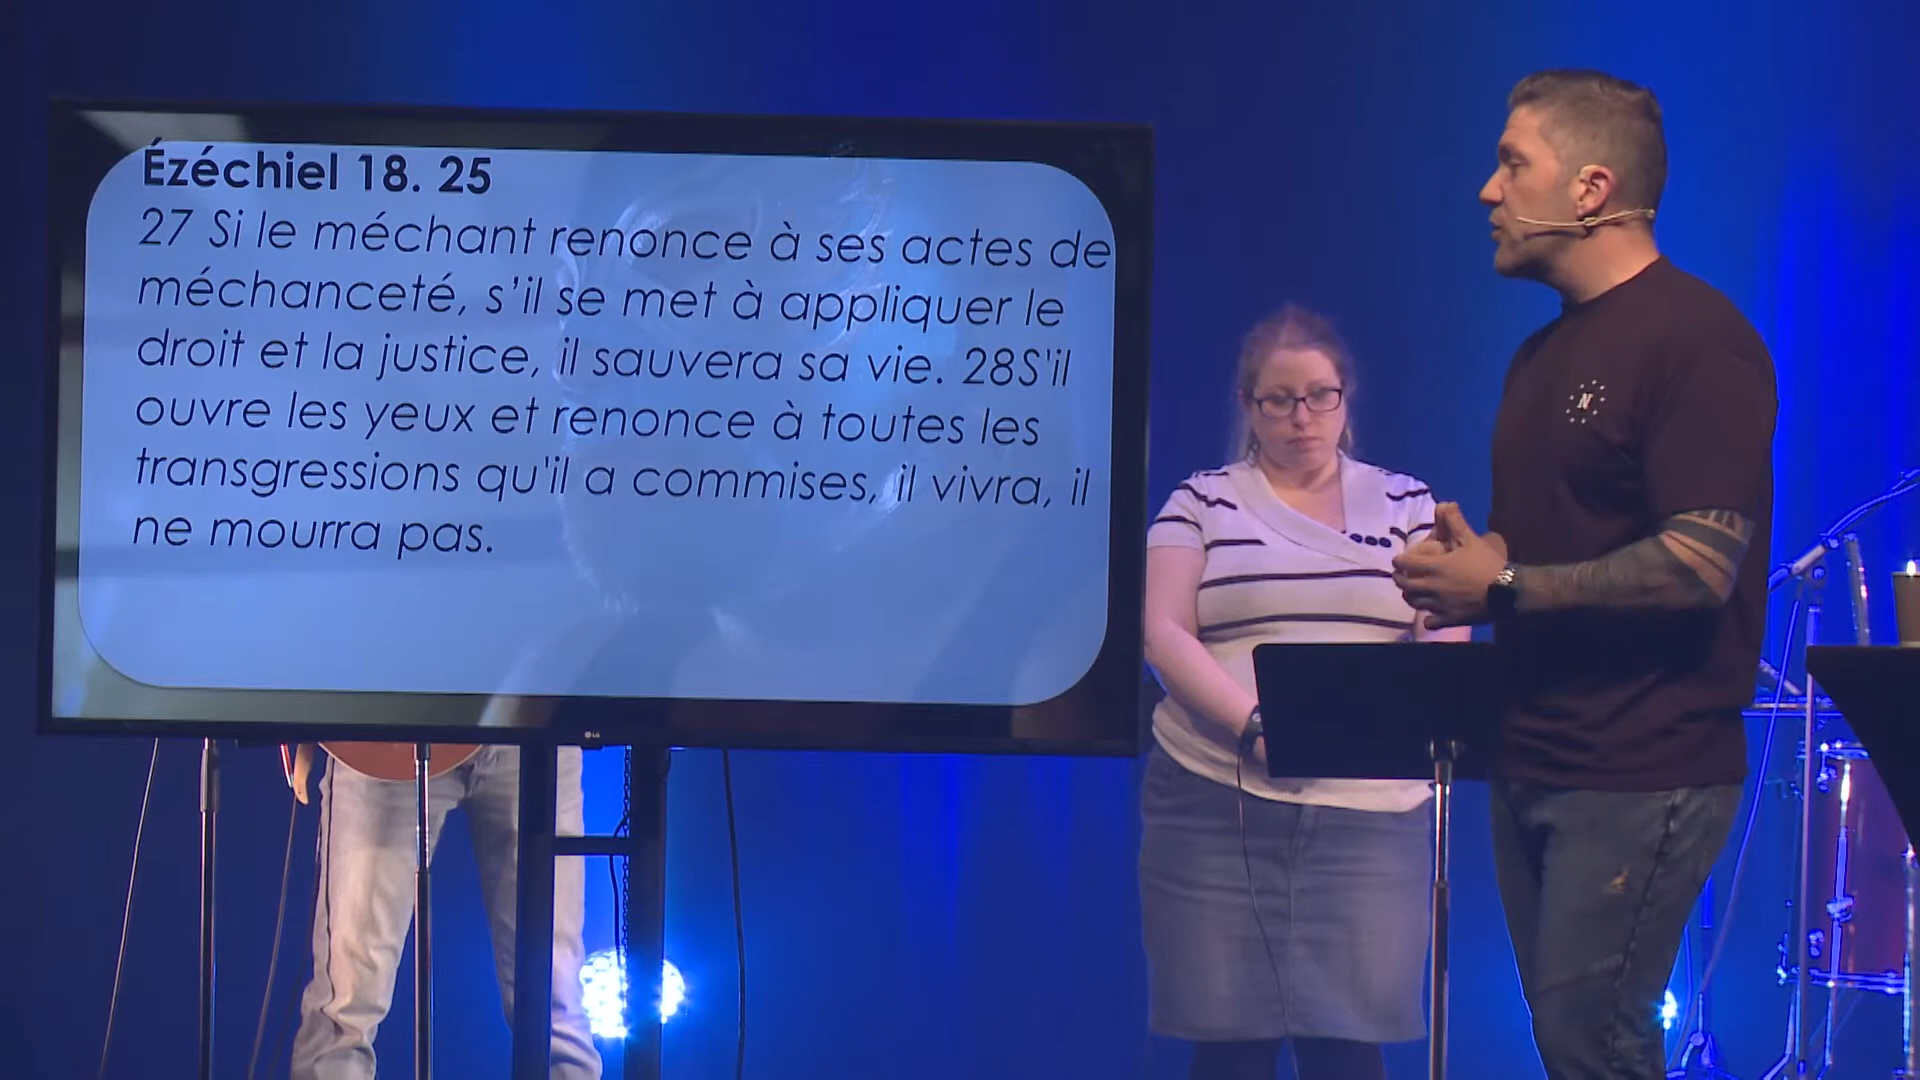 Ézéchiel 18. 25
27 Si le méchant renonce à ses actes de
méchanceté, s'il se met à appliquer le
droit et la justice, il sauvera sa vie. 28S'il
ouvre les yeux et renonce à toutes les
transgressions qu'il a commises, il vivra, il
ne mourra pas.
LG
N